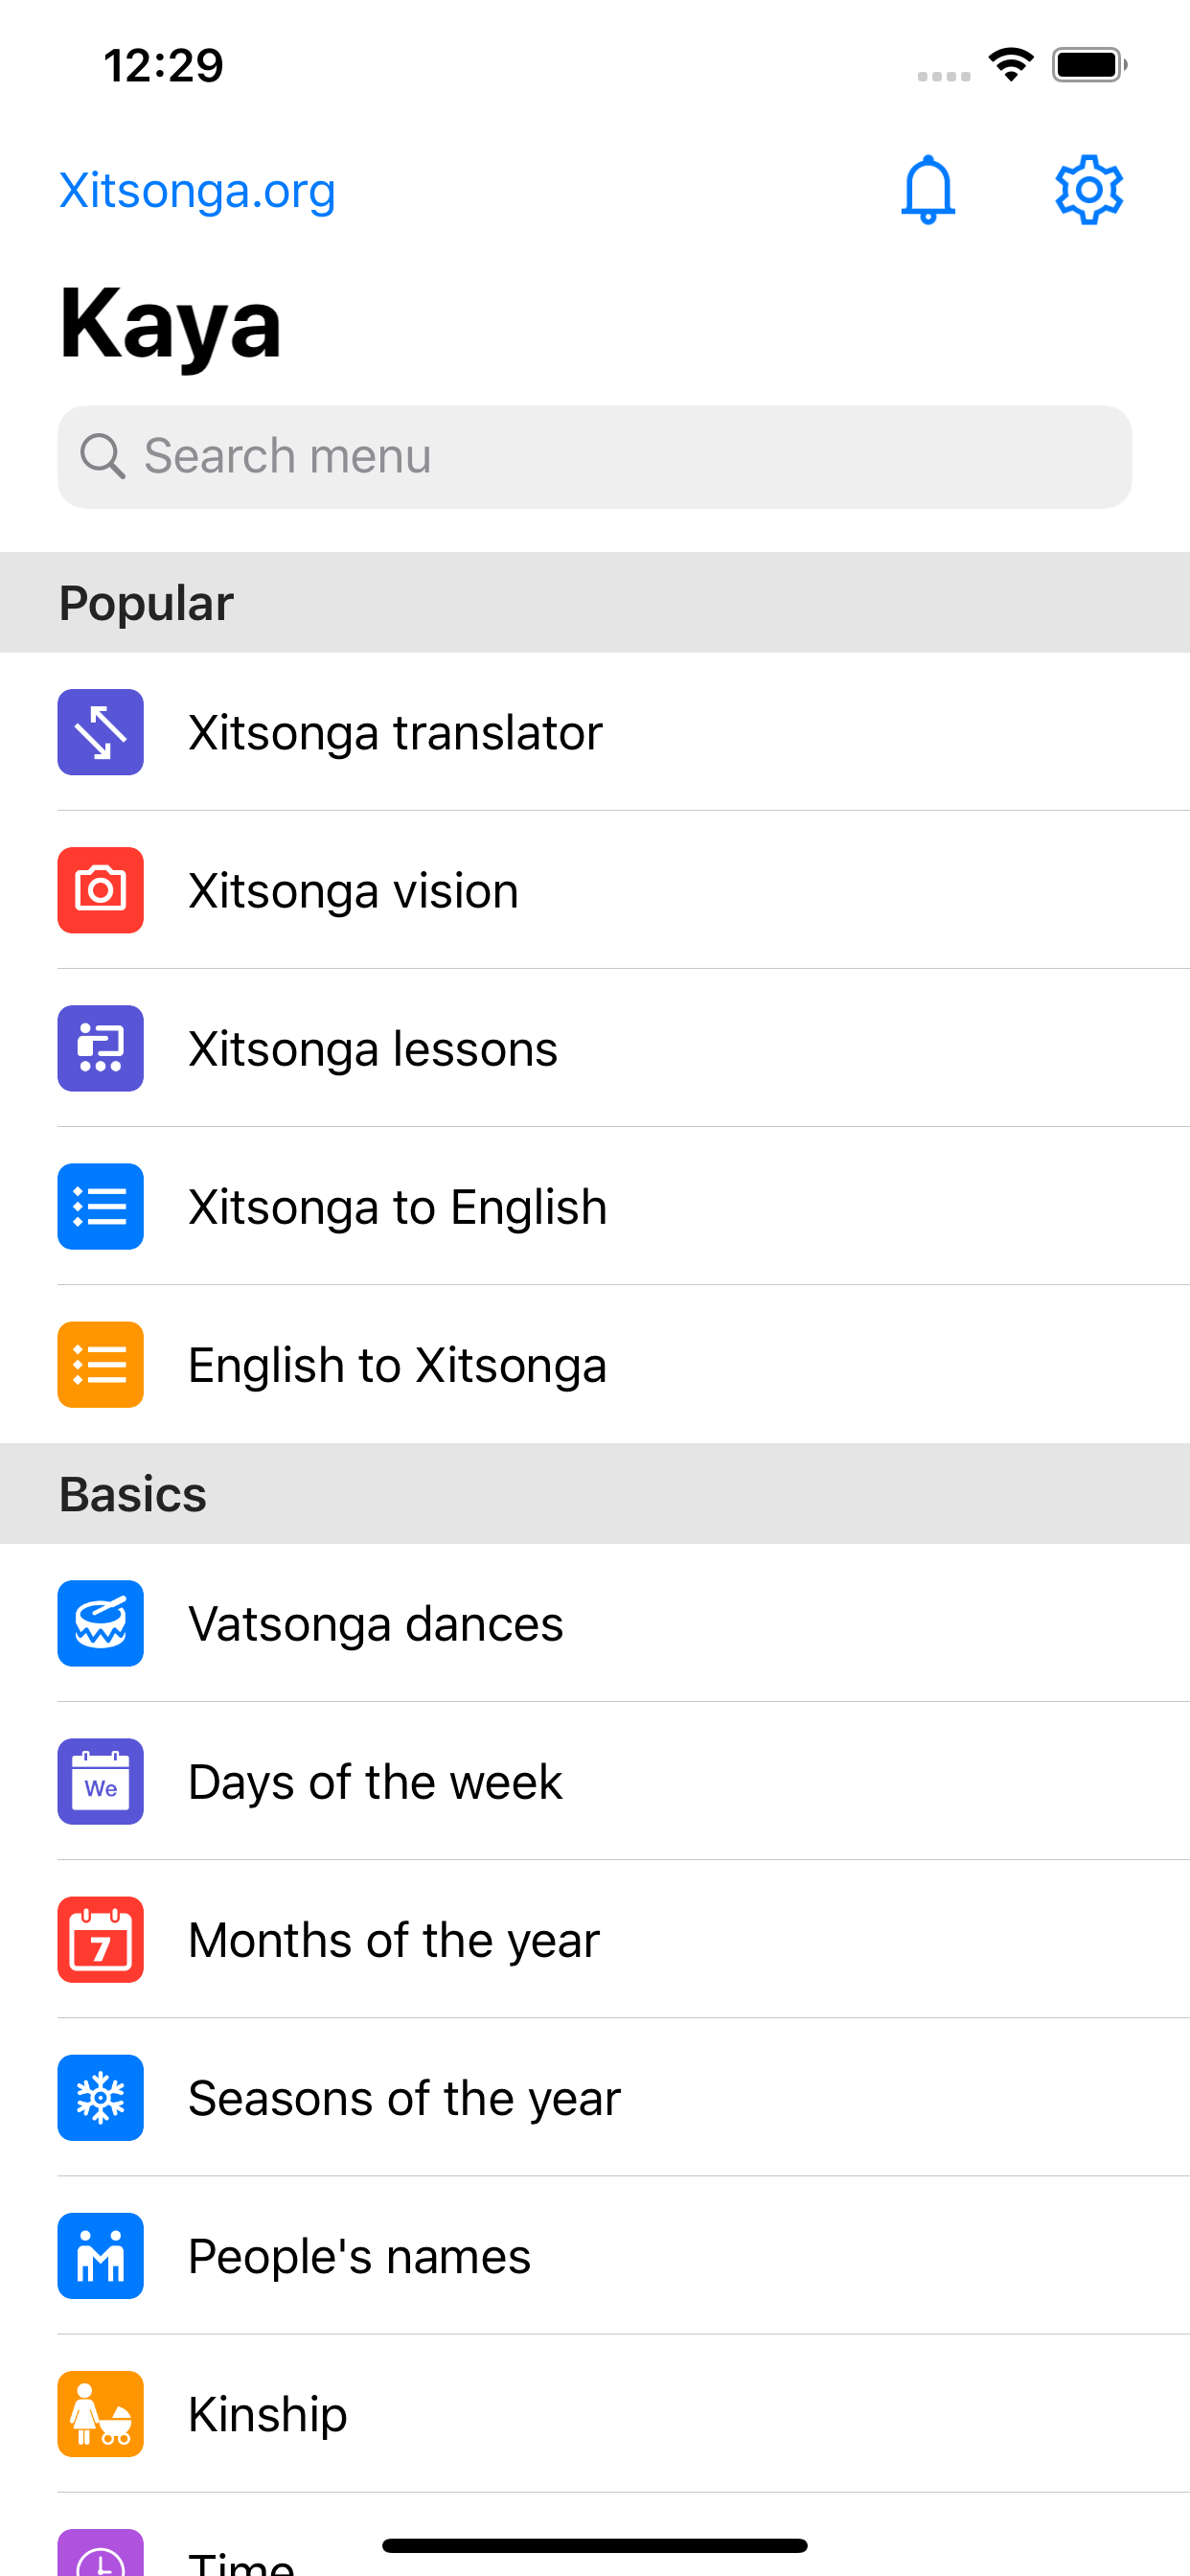 12:29
Xitsonga.org
Kaya
Search menu
Popular
Xitsonga translator
Xitsonga vision
Xitsonga lessons
Xitsonga to English
English to Xitsonga
Basics
Vatsonga dances
We
Days of the week
7
Months of the year
Seasons of the year
People's names
Kinship
Time